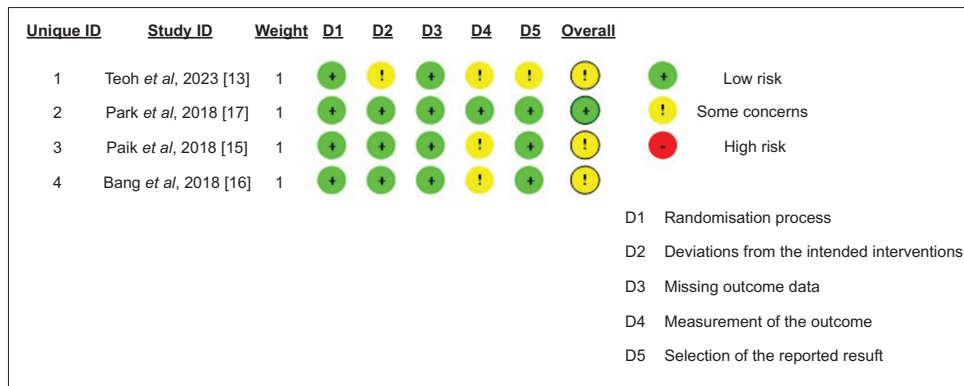 Unique ID Study ID Weight D1 D2 D3 D4 D5 Overall
1 Teoh et al, 2023 [13] 1 + ! + ! ! ! + Low risk
2 Park et al, 2018 [17] 1 + + + + + + ! Some concerns
3 Paik et al, 2018 [15] 1 + + + ! + ! - High risk
4 Bang et al, 2018 [16] 1 + + + ! + !
D1 Randomisation process
D2 Deviations from the intended interventions
D3 Missing outcome data
D4 Measurement of the outcome
D5 Selection of the reported resuft